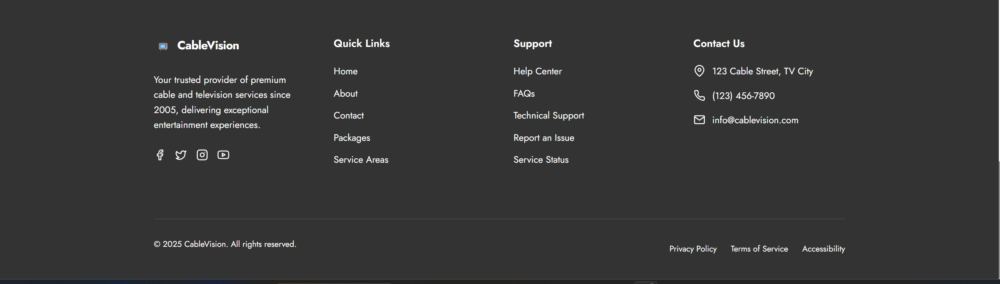 CableVision
Your trusted provider of premium
cable and television services since
2005, delivering exceptional
entertainment experiences.
Quick Links
Home
About
Contact
Packages
Service Areas
Support
Help Center
FAQs
Technical Support
Report an Issue
Service Status
Contact Us
123 Cable Street, TV City
(123) 456-7890
info@cablevision.com
© 2025 CableVision. All rights reserved.
Privacy Policy Terms of Service Accessibility